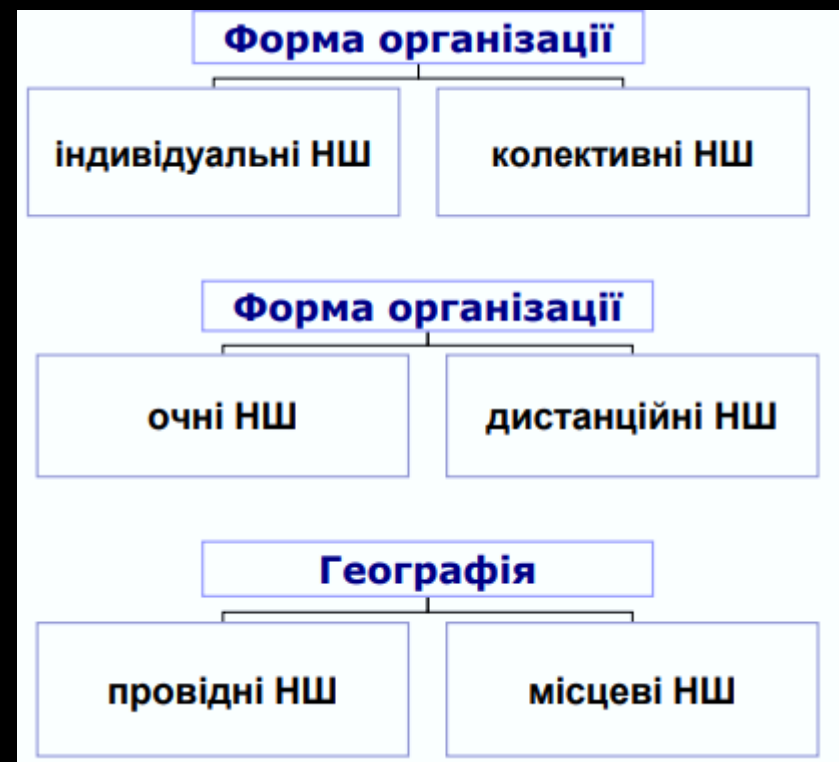 Форма організації
індивідуальні НШ
колективні НШ
Форма організації
очні НШ
дистанційні НШ
Географія
провідні НШ
місцеві НШ